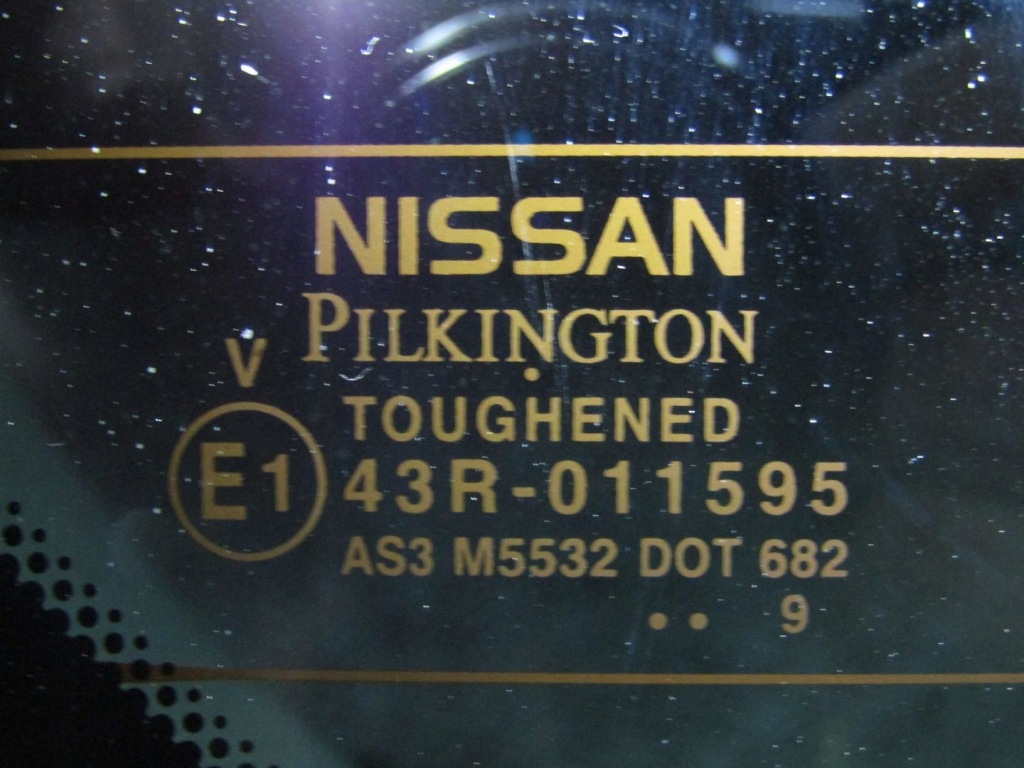 NISSAN
PILKINGTON
V
TOUGHENED
E1 43R-011595
AS3 M5532 DOT 682
•• 9